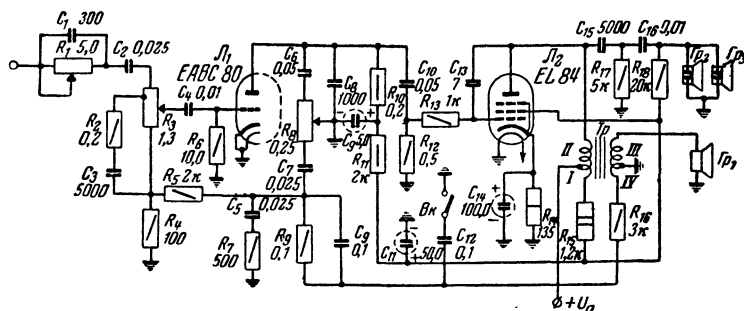 C1 300
R1 5,0
C2 0,025
R2 0,2
C3 5000
R3 1,3
C4 0,01
R4 100
R5 2к
R6 10,0
Л1 EABC 80
C5 0,025
R7 500
C6 0,03
R8 0,25
C7 0,025
R9 0,1
C8 1000
C9 5,0
C9 0,1
R10 0,2
R11 2к
C10 0,05
R12 0,5
R13 1к
C11 50,0
Вк
C12 0,1
C13 7
Л2 EL 84
C14 100,0
R14 135
C15 5000
C16 0,01
R17 5к
R18 20к
Гр2
Гр3
Тр
II
I
III
IV
Гр1
R15 1,2к
R16 3к
+Uа